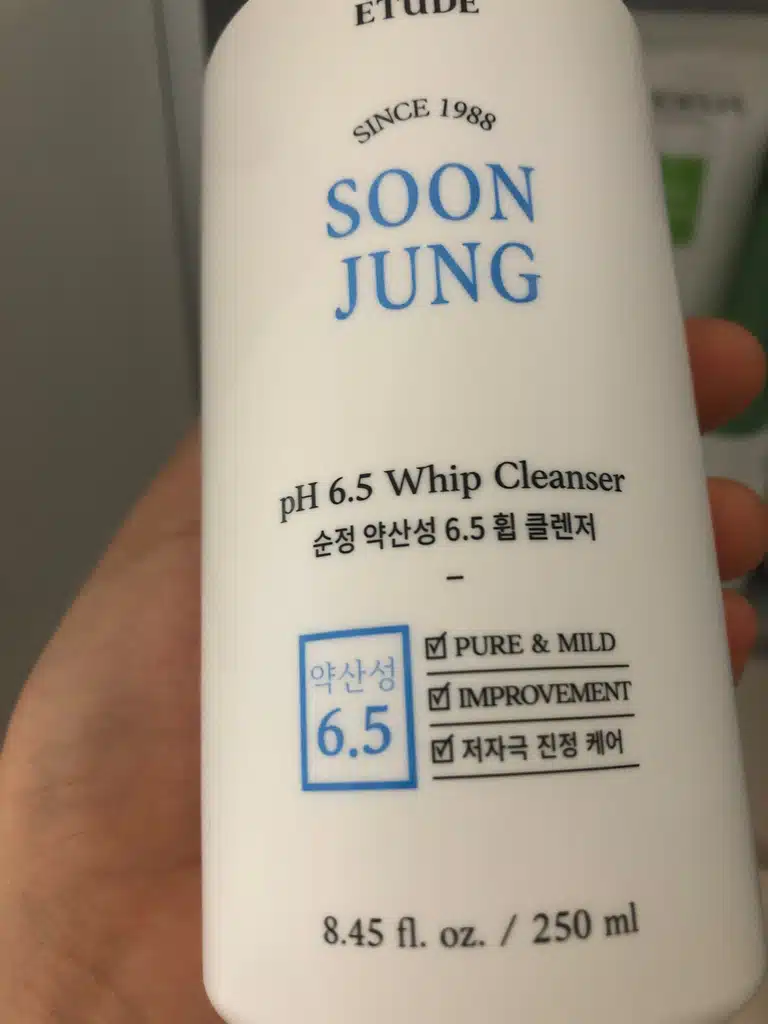 ETUDE
SINCE 1988
SOON
JUNG
pH 6.5 Whip Cleanser
순정 약산성 6.5 휩 클렌저
약산성
6.5
☑ PURE & MILD
☑ IMPROVEMENT
☑ 저자극 진정 케어
8.45 fl. oz. / 250 ml